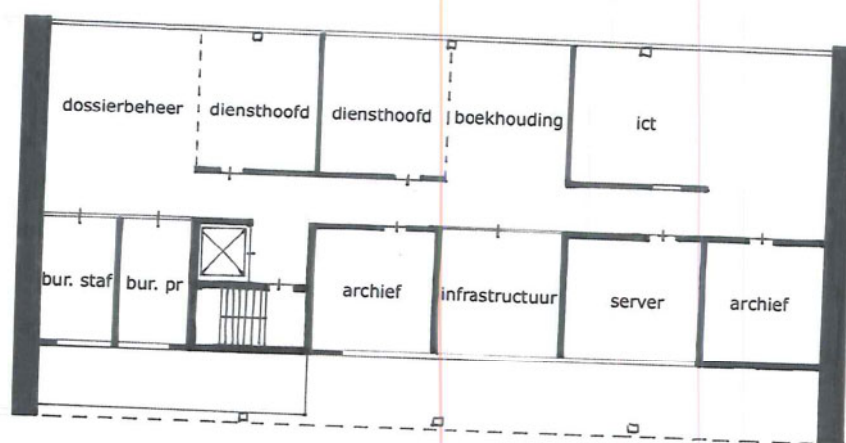 dossierbeheer
diensthoofd
diensthoofd
boekhouding
ict
bur. staf
bur. pr
archief
infrastructuur
server
archief